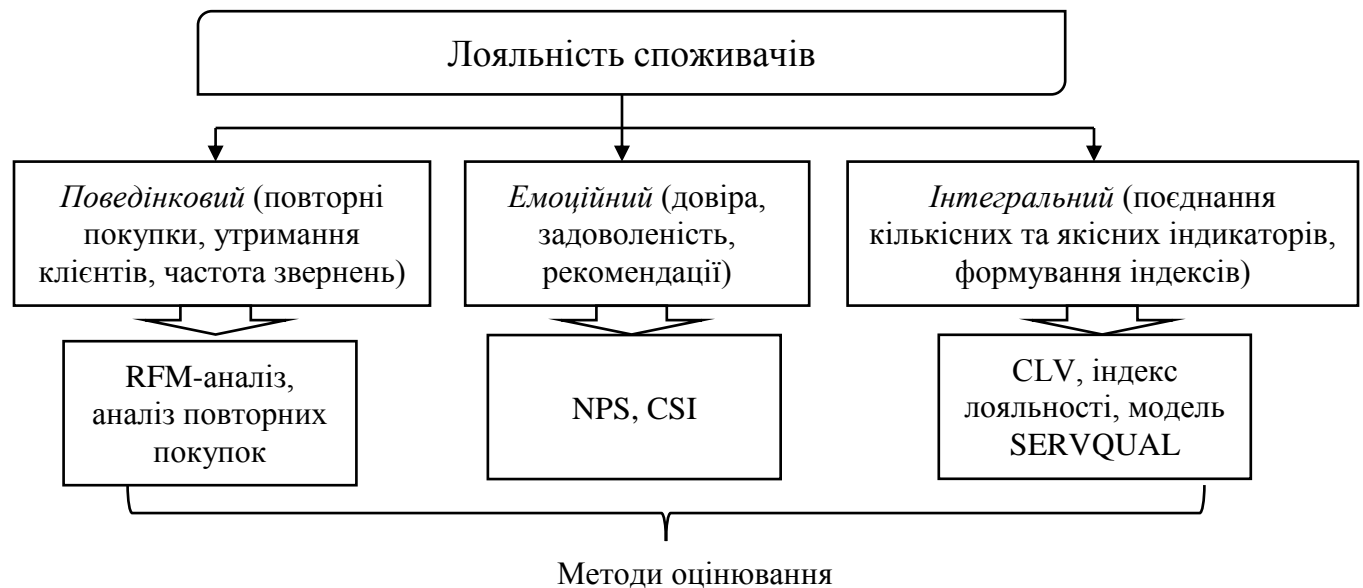 Лояльність споживачів
Поведінковий (повторні
покупки, утримання
клієнтів, частота звернень)
Емоційний (довіра,
задоволеність,
рекомендації)
Інтегральний (поєднання
кількісних та якісних індикаторів,
формування індексів)
RFM-аналіз,
аналіз повторних
покупок
NPS, CSI
CLV, індекс
лояльності, модель
SERVQUAL
Методи оцінювання